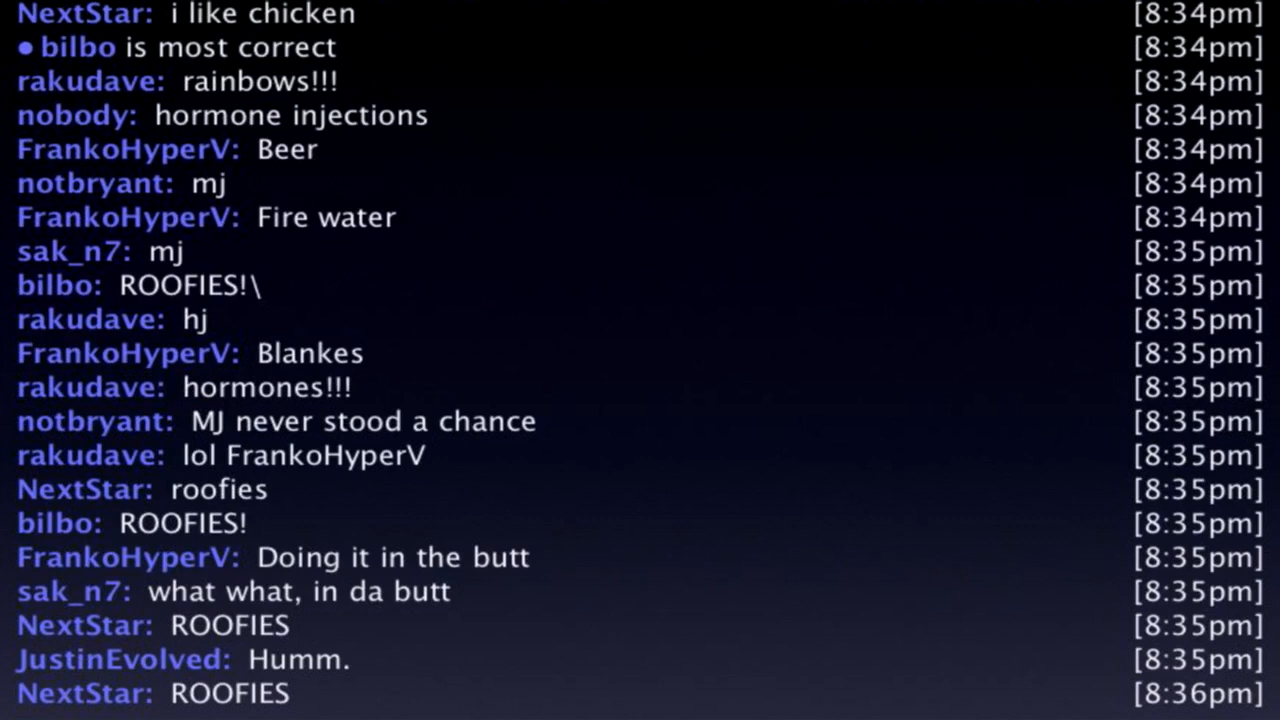 NextStar: i like chicken [8:34pm]
• bilbo is most correct [8:34pm]
rakudave: rainbows!!! [8:34pm]
nobody: hormone injections [8:34pm]
FrankoHyperV: Beer [8:34pm]
notbryant: mj [8:34pm]
FrankoHyperV: Fire water [8:34pm]
sak_n7: mj [8:35pm]
bilbo: ROOFIES!\ [8:35pm]
rakudave: hj [8:35pm]
FrankoHyperV: Blankes [8:35pm]
rakudave: hormones!!! [8:35pm]
notbryant: MJ never stood a chance [8:35pm]
rakudave: lol FrankoHyperV [8:35pm]
NextStar: roofies [8:35pm]
bilbo: ROOFIES! [8:35pm]
FrankoHyperV: Doing it in the butt [8:35pm]
sak_n7: what what, in da butt [8:35pm]
NextStar: ROOFIES [8:35pm]
JustinEvolved: Humm. [8:35pm]
NextStar: ROOFIES [8:36pm]